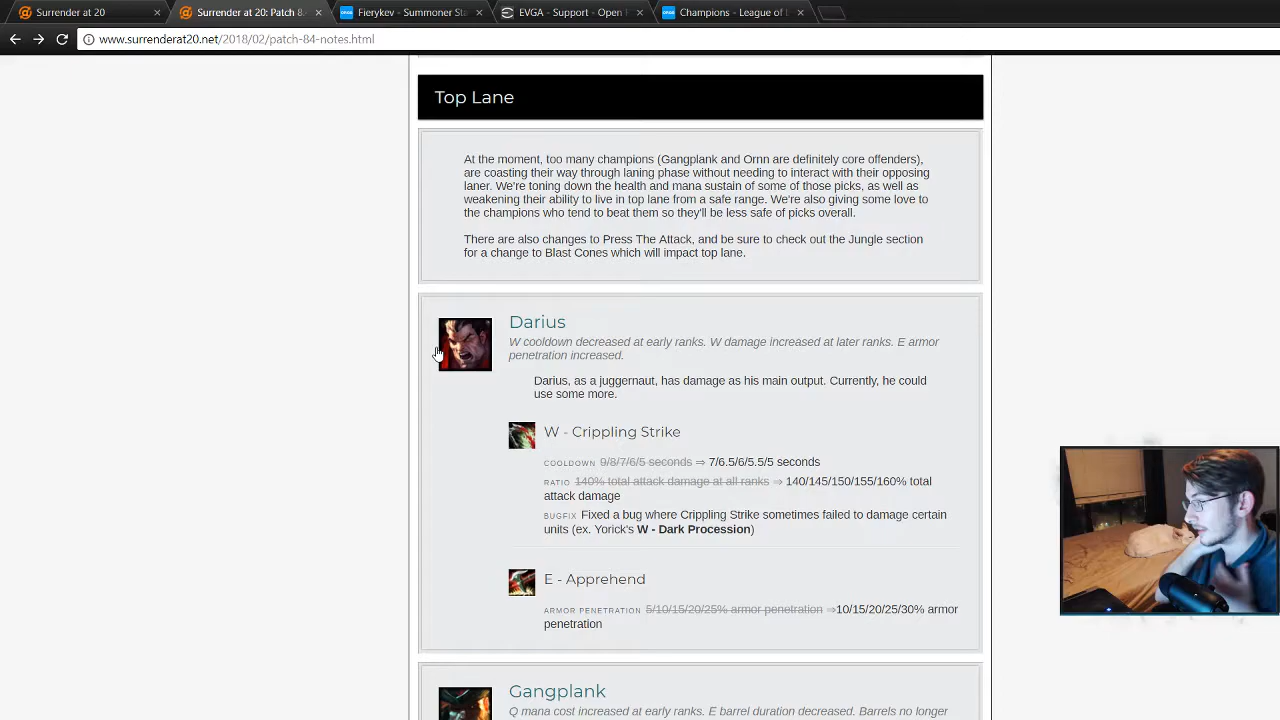 Surrender at 20
Surrender at 20: Patch 8.
Fierykev - Summoner Sta
EVGA - Support - Open
Champions - League of L
www.surrenderat20.net/2018/02/patch-84-notes.html
Top Lane
At the moment, too many champions (Gangplank and Ornn are definitely core offenders),
are coasting their way through laning phase without needing to interact with their opposing
laner. We're toning down the health and mana sustain of some of those picks, as well as
weakening their ability to live in top lane from a safe range. We're also giving some love to
the champions who tend to beat them so they'll be less safe of picks overall.
There are also changes to Press The Attack, and be sure to check out the Jungle section
for a change to Blast Cones which will impact top lane.
Darius
W cooldown decreased at early ranks. W damage increased at later ranks. E armor
penetration increased.
Darius, as a juggernaut, has damage as his main output. Currently, he could
use some more.
W - Crippling Strike
COOLDOWN 9/8/7/6/5 seconds ⇒ 7/6.5/6/5.5/5 seconds
RATIO 140% total attack damage at all ranks ⇒ 140/145/150/155/160% total
attack damage
BUGFIX Fixed a bug where Crippling Strike sometimes failed to damage certain
units (ex. Yorick's W - Dark Procession)
E - Apprehend
ARMOR PENETRATION 5/10/15/20/25% armor penetration ⇒10/15/20/25/30% armor
penetration
Gangplank
Q mana cost increased at early ranks. E barrel duration decreased. Barrels no longer